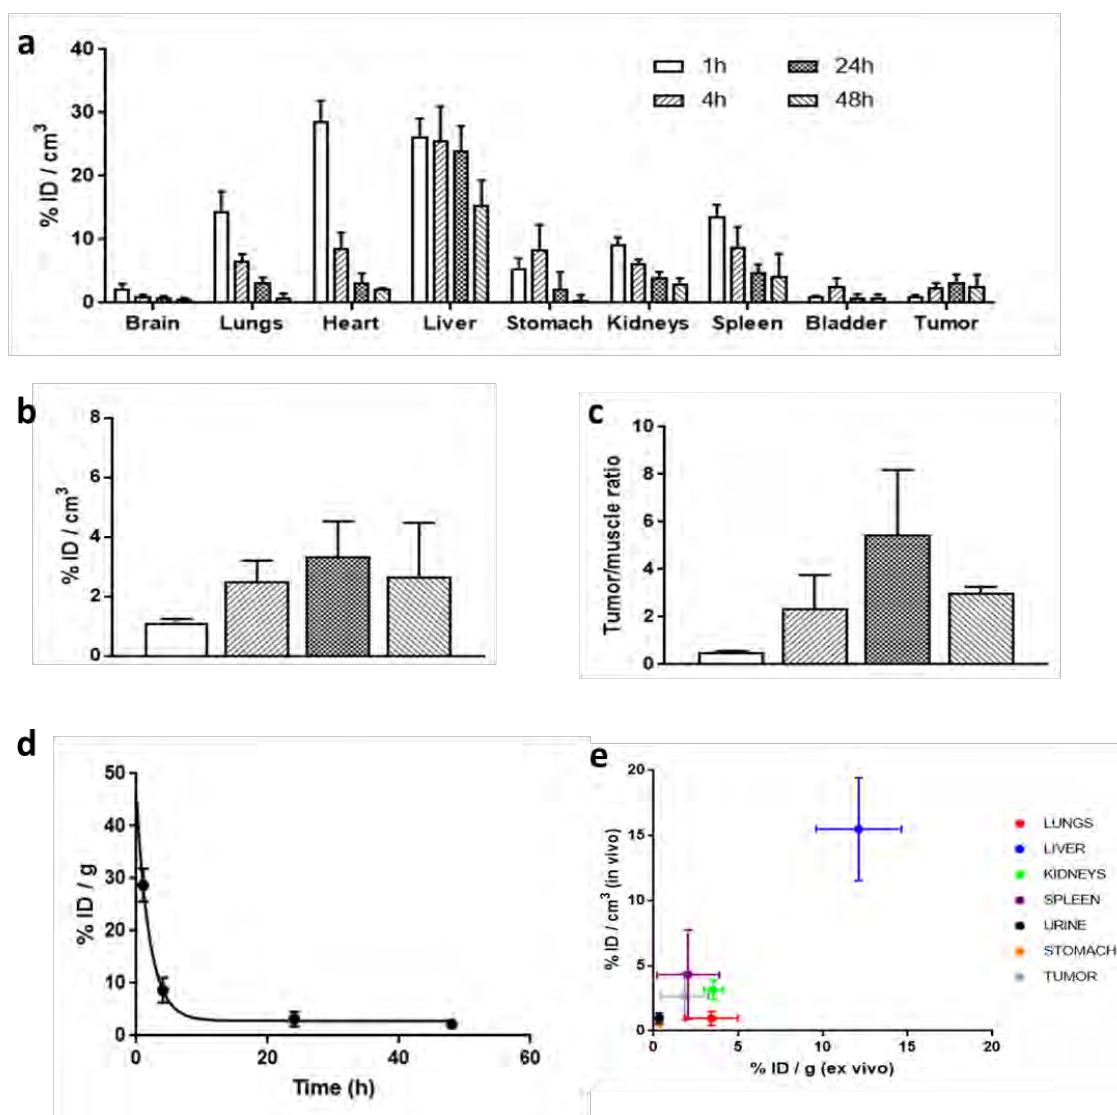 a
% ID / cm3
40
30
20
10
0
1h
24h
4h
48h
Brain Lungs Heart Liver Stomach Kidneys Spleen Bladder Tumor
b
% ID / cm3
8
6
4
2
0
c
Tumor/muscle ratio
10
8
6
4
2
0
d
% ID / g
50
40
30
20
10
0
0 20 40 60
Time (h)
e
% ID / cm3 (in vivo)
20
15
10
5
0
0 5 10 15 20
% ID / g (ex vivo)
LUNGS
LIVER
KIDNEYS
SPLEEN
URINE
STOMACH
TUMOR